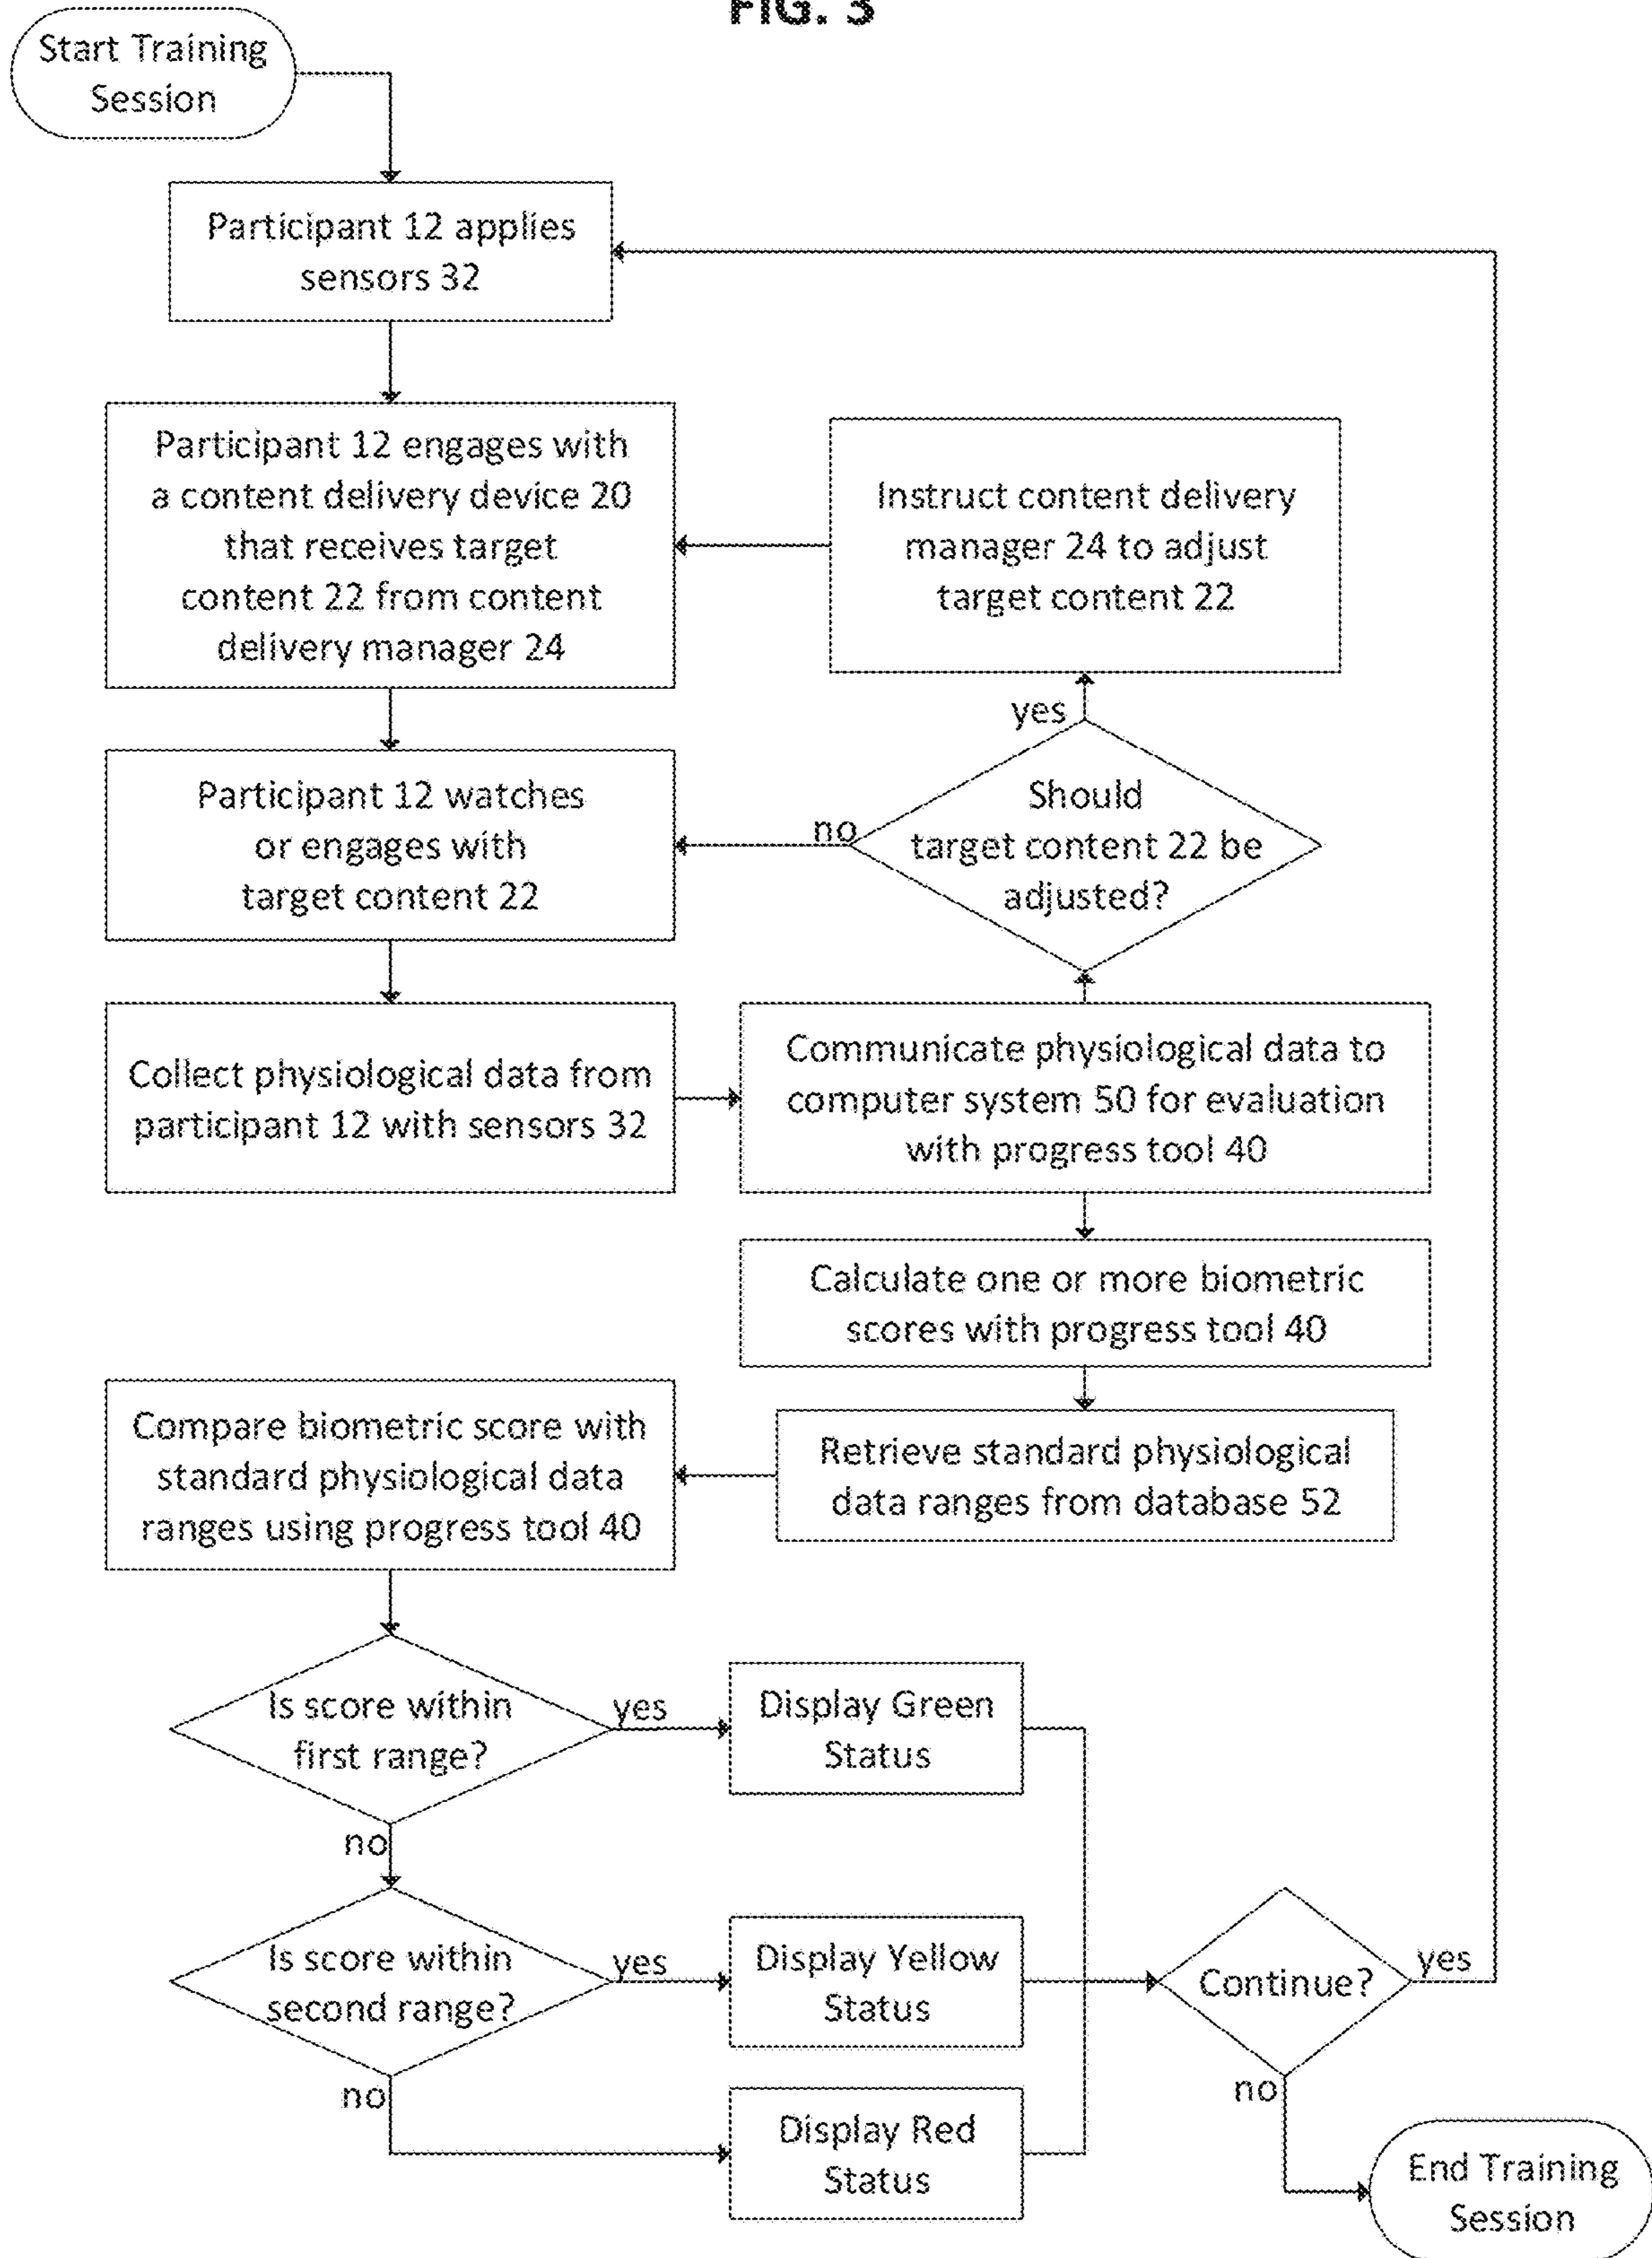 FIG. 3
Start Training
Session
Participant 12 applies
sensors 32
Participant 12 engages with
a content delivery device 20
that receives target
content 22 from content
delivery manager 24
Instruct content delivery
manager 24 to adjust
target content 22
yes
Participant 12 watches
or engages with
target content 22
no
Should
target content 22 be
adjusted?
Collect physiological data from
participant 12 with sensors 32
Communicate physiological data to
computer system 50 for evaluation
with progress tool 40
Calculate one or more biometric
scores with progress tool 40
Compare biometric score with
standard physiological data
ranges using progress tool 40
Retrieve standard physiological
data ranges from database 52
Is score within
first range?
yes
Display Green
Status
no
Is score within
second range?
yes
Display Yellow
Status
Continue?
yes
no
Display Red
Status
no
End Training
Session